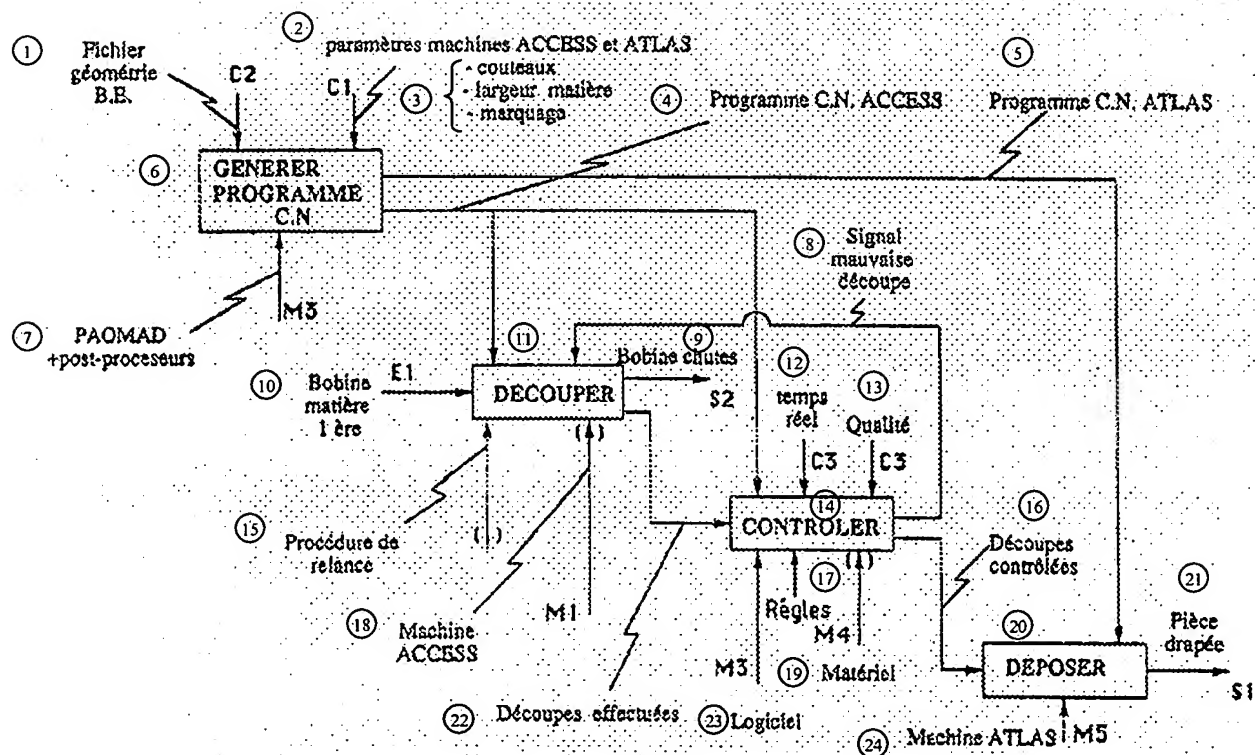 1
Fichier
géométrie
B.E.
C2
2
paramètres machines ACCESS et ATLAS
C1
3
- couteaux
- largeur matière
- marquage
4
Programme C.N. ACCESS
5
Programme C.N. ATLAS
6
GENERER
PROGRAMME
C.N
7
PAOMAD
+post-proceseurs
M3
8
Signal
mauvaise
découpe
9
Bobine chutes
S2
10
Bobine
matière
1 ère
E1
11
DECOUPER
( )
12
temps
réel
C3
13
Qualité
C3
14
CONTROLER
( )
15
Procédure de
relance
( )
16
Découpes
contrôlées
17
Régles
M4
18
Machine
ACCESS
M1
M3
19
Matériel
20
DEPOSER
21
Pièce
drapée
S1
22
Découpes effectuées
23
Logiciel
24
Machine ATLAS
M5